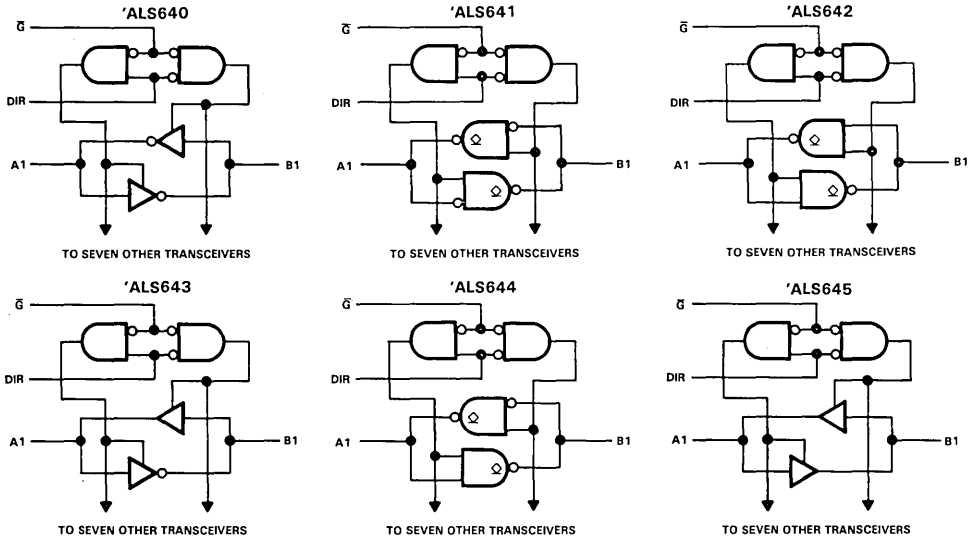 'ALS640
G̅
DIR
A1
B1
TO SEVEN OTHER TRANSCEIVERS
'ALS641
G̅
DIR
A1
B1
TO SEVEN OTHER TRANSCEIVERS
'ALS642
G̅
DIR
A1
B1
TO SEVEN OTHER TRANSCEIVERS
'ALS643
G̅
DIR
A1
B1
TO SEVEN OTHER TRANSCEIVERS
'ALS644
G̅
DIR
A1
B1
TO SEVEN OTHER TRANSCEIVERS
'ALS645
G̅
DIR
A1
B1
TO SEVEN OTHER TRANSCEIVERS